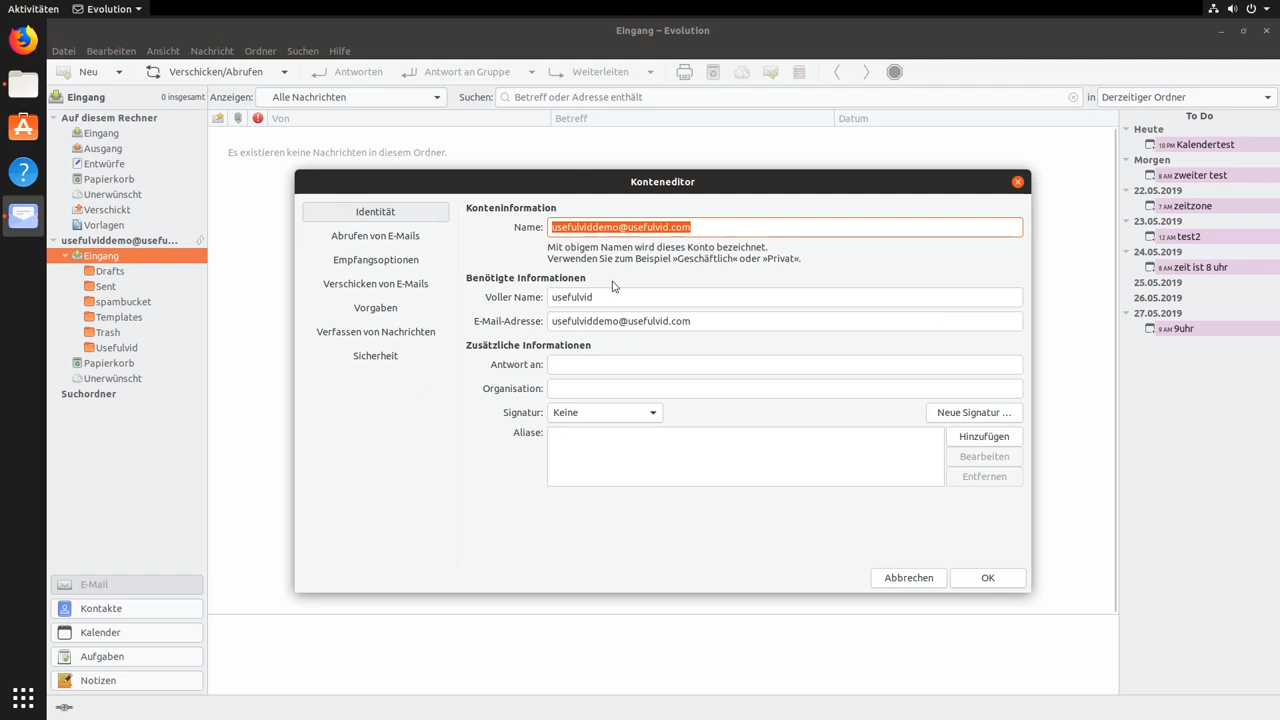 Aktivitäten
Evolution
Eingang – Evolution
Datei Bearbeiten Ansicht Nachricht Ordner Suchen Hilfe
Neu Verschicken/Abrufen Antworten Antwort an Gruppe Weiterleiten
Eingang 0 insgesamt Anzeigen: Alle Nachrichten Suchen: Betreff oder Adresse enthält in Derzeitiger Ordner
Auf diesem Rechner
Eingang
Ausgang
Entwürfe
Papierkorb
Unerwünscht
Verschickt
Vorlagen
usefulviddemo@usefu...
Eingang
Drafts
Sent
spambucket
Templates
Trash
Usefulvid
Papierkorb
Unerwünscht
Suchordner
E-Mail
Kontakte
Kalender
Aufgaben
Notizen
Von Betreff Datum
Es existieren keine Nachrichten in diesem Ordner.
Konteneditor
Identität
Abrufen von E-Mails
Empfangsoptionen
Verschicken von E-Mails
Vorgaben
Verfassen von Nachrichten
Sicherheit
Konteninformation
Name: usefulviddemo@usefulvid.com
Mit obigem Namen wird dieses Konto bezeichnet.
Verwenden Sie zum Beispiel »Geschäftlich« oder »Privat«.
Benötigte Informationen
Voller Name: usefulvid
E-Mail-Adresse: usefulviddemo@usefulvid.com
Zusätzliche Informationen
Antwort an:
Organisation:
Signatur: Keine Neue Signatur ...
Aliase:
Hinzufügen
Bearbeiten
Entfernen
Abbrechen OK
To Do
Heute
10 PM Kalendertest
Morgen
8 AM zweiter test
22.05.2019
7 AM zeitzone
23.05.2019
6 AM test2
24.05.2019
8 AM zeit ist 8 uhr
25.05.2019
26.05.2019
27.05.2019
9 AM 9uhr